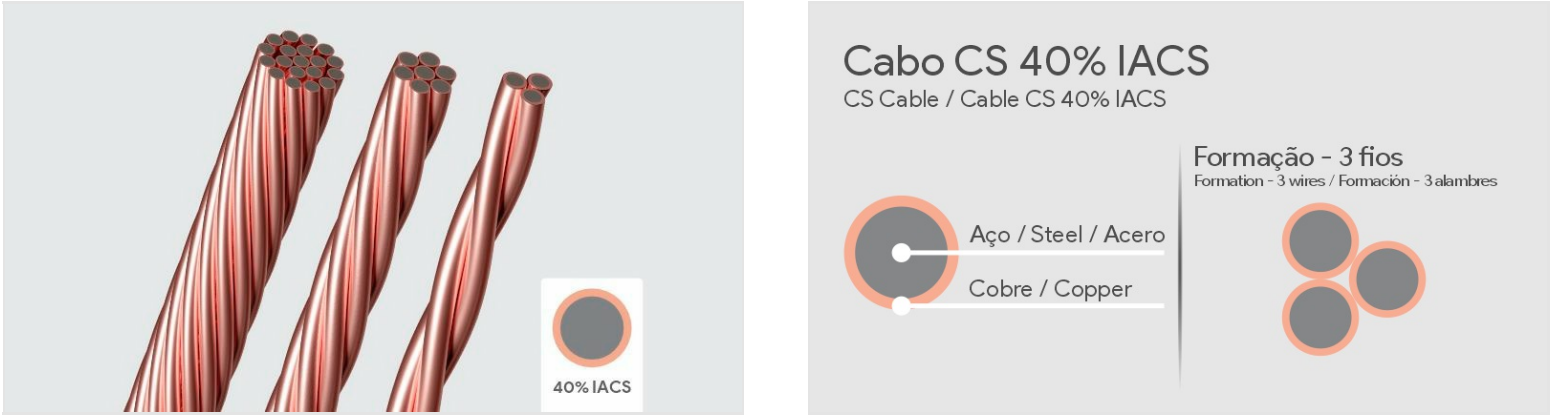 40% IACS
Cabo CS 40% IACS
CS Cable / Cable CS 40% IACS
Aço / Steel / Acero
Cobre / Copper
Formação - 3 fios
Formation - 3 wires / Formación - 3 alambres